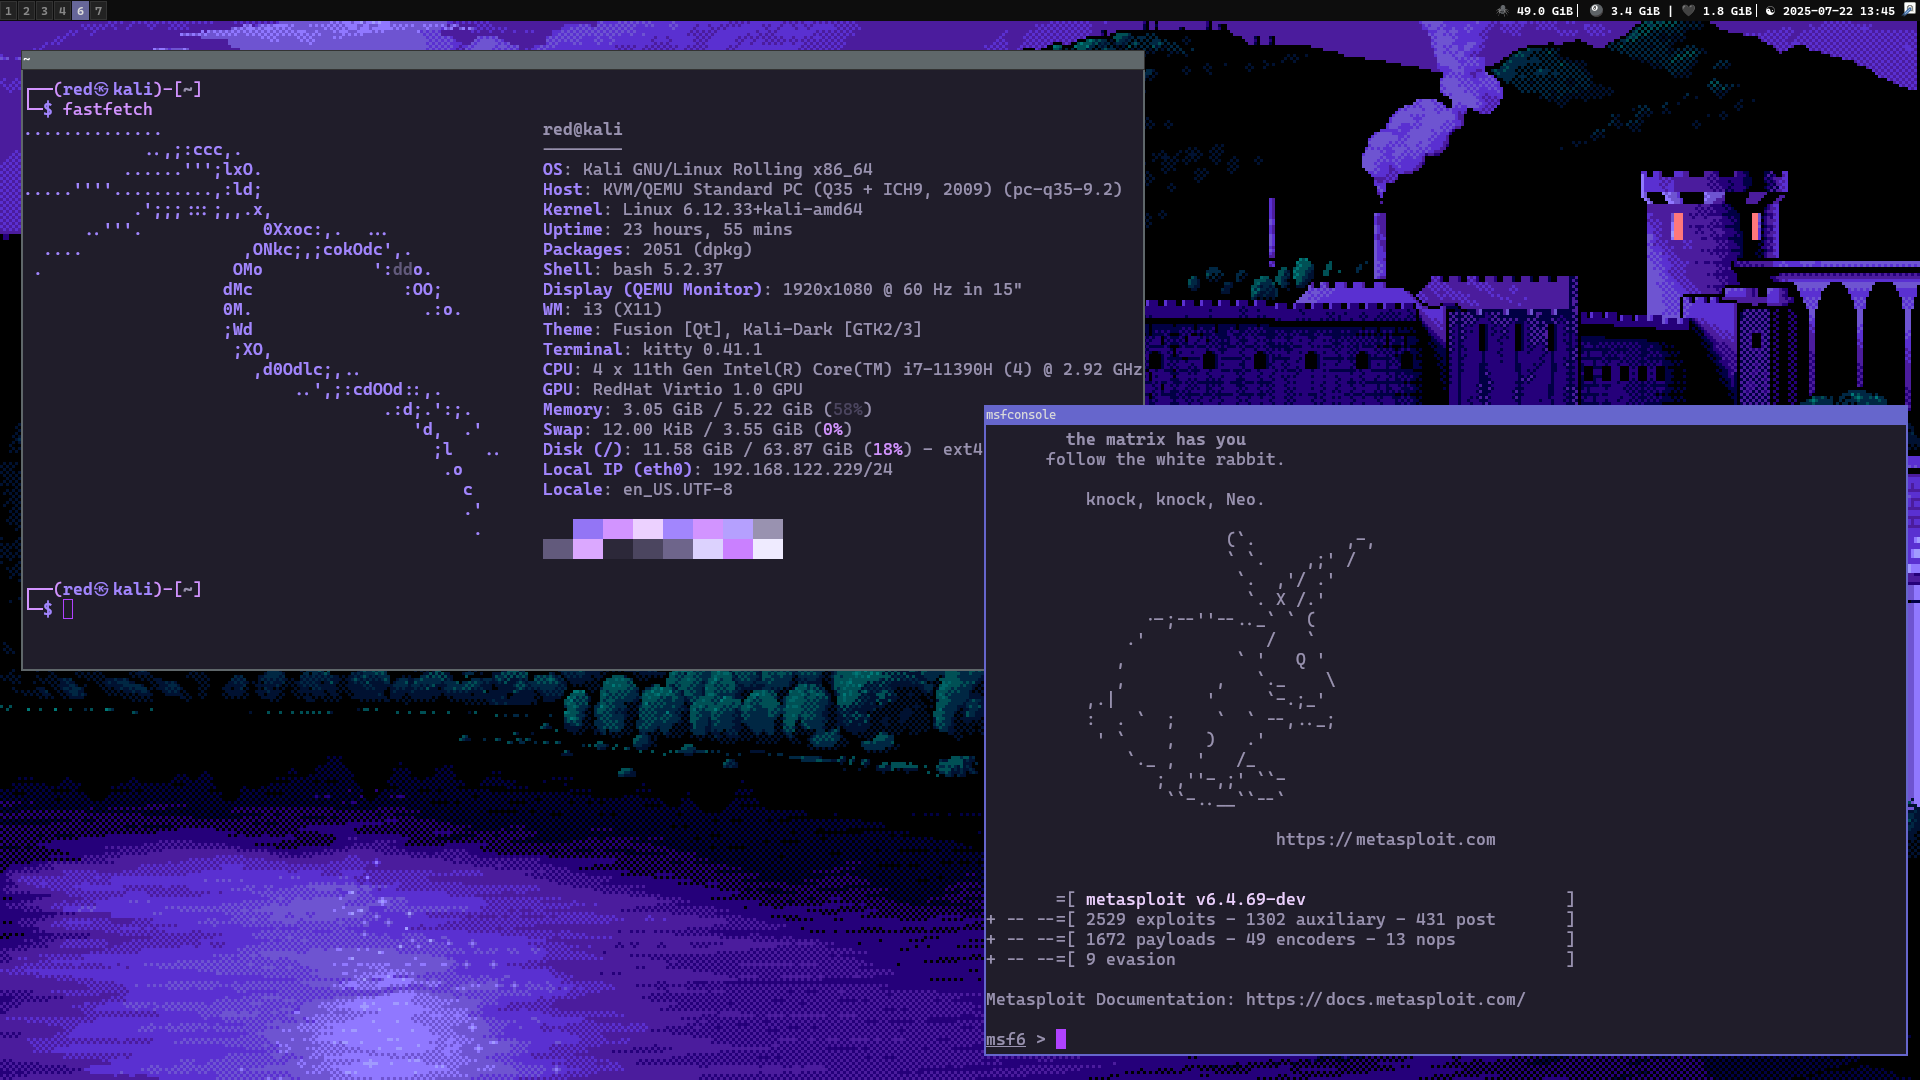 1 2 3 4 6 7
49.0 GiB| 3.4 GiB | 1.8 GiB| 2025-07-22 13:45
~
┌──(red㉿kali)-[~]
└─$ fastfetch
red@kali
────────
OS: Kali GNU/Linux Rolling x86_64
Host: KVM/QEMU Standard PC (Q35 + ICH9, 2009) (pc-q35-9.2)
Kernel: Linux 6.12.33+kali-amd64
Uptime: 23 hours, 55 mins
Packages: 2051 (dpkg)
Shell: bash 5.2.37
Display (QEMU Monitor): 1920x1080 @ 60 Hz in 15"
WM: i3 (X11)
Theme: Fusion [Qt], Kali-Dark [GTK2/3]
Terminal: kitty 0.41.1
CPU: 4 x 11th Gen Intel(R) Core(TM) i7-11390H (4) @ 2.92 GHz
GPU: RedHat Virtio 1.0 GPU
Memory: 3.05 GiB / 5.22 GiB (58%)
Swap: 12.00 KiB / 3.55 GiB (0%)
Disk (/): 11.58 GiB / 63.87 GiB (18%) - ext4
Local IP (eth0): 192.168.122.229/24
Locale: en_US.UTF-8
┌──(red㉿kali)-[~]
└─$
msfconsole
the matrix has you
follow the white rabbit.
knock, knock, Neo.
https://metasploit.com
=[ metasploit v6.4.69-dev ]
+ -- --=[ 2529 exploits - 1302 auxiliary - 431 post ]
+ -- --=[ 1672 payloads - 49 encoders - 13 nops ]
+ -- --=[ 9 evasion ]
Metasploit Documentation: https://docs.metasploit.com/
msf6 >